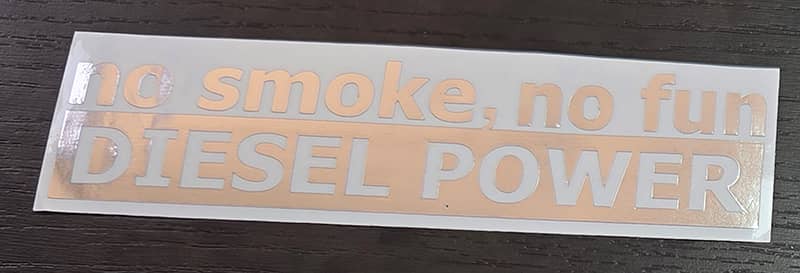 no smoke, no fun
DIESEL POWER